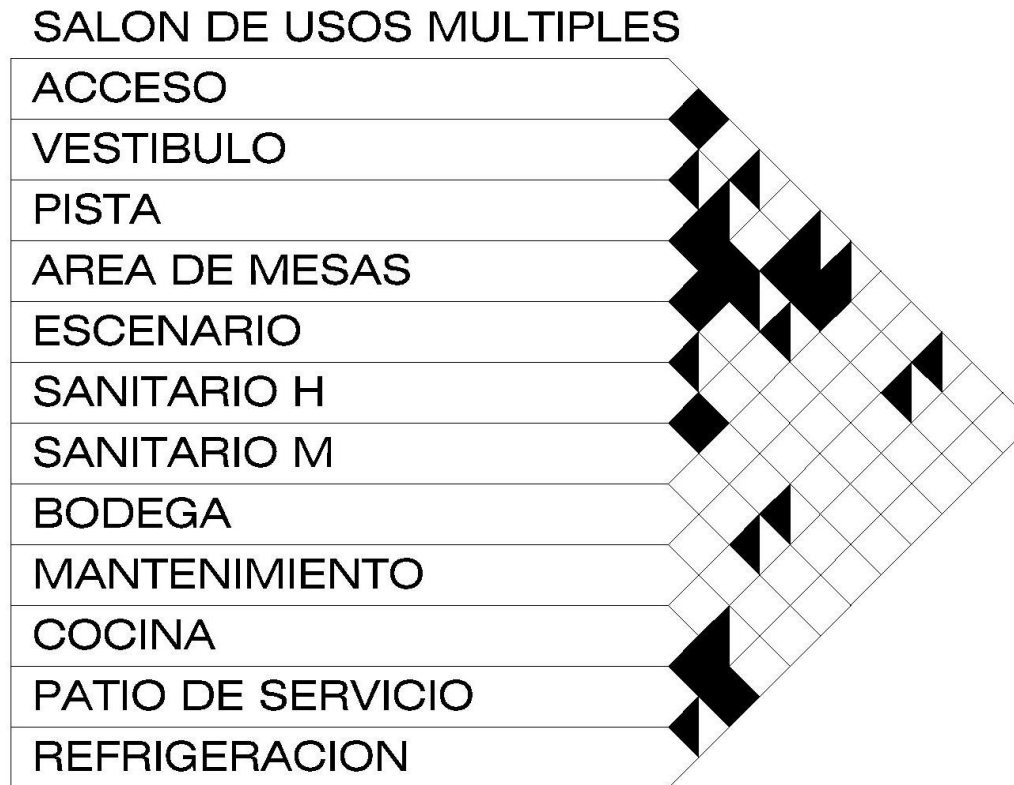 SALON DE USOS MULTIPLES
ACCESO
VESTIBULO
PISTA
AREA DE MESAS
ESCENARIO
SANITARIO H
SANITARIO M
BODEGA
MANTENIMIENTO
COCINA
PATIO DE SERVICIO
REFRIGERACION